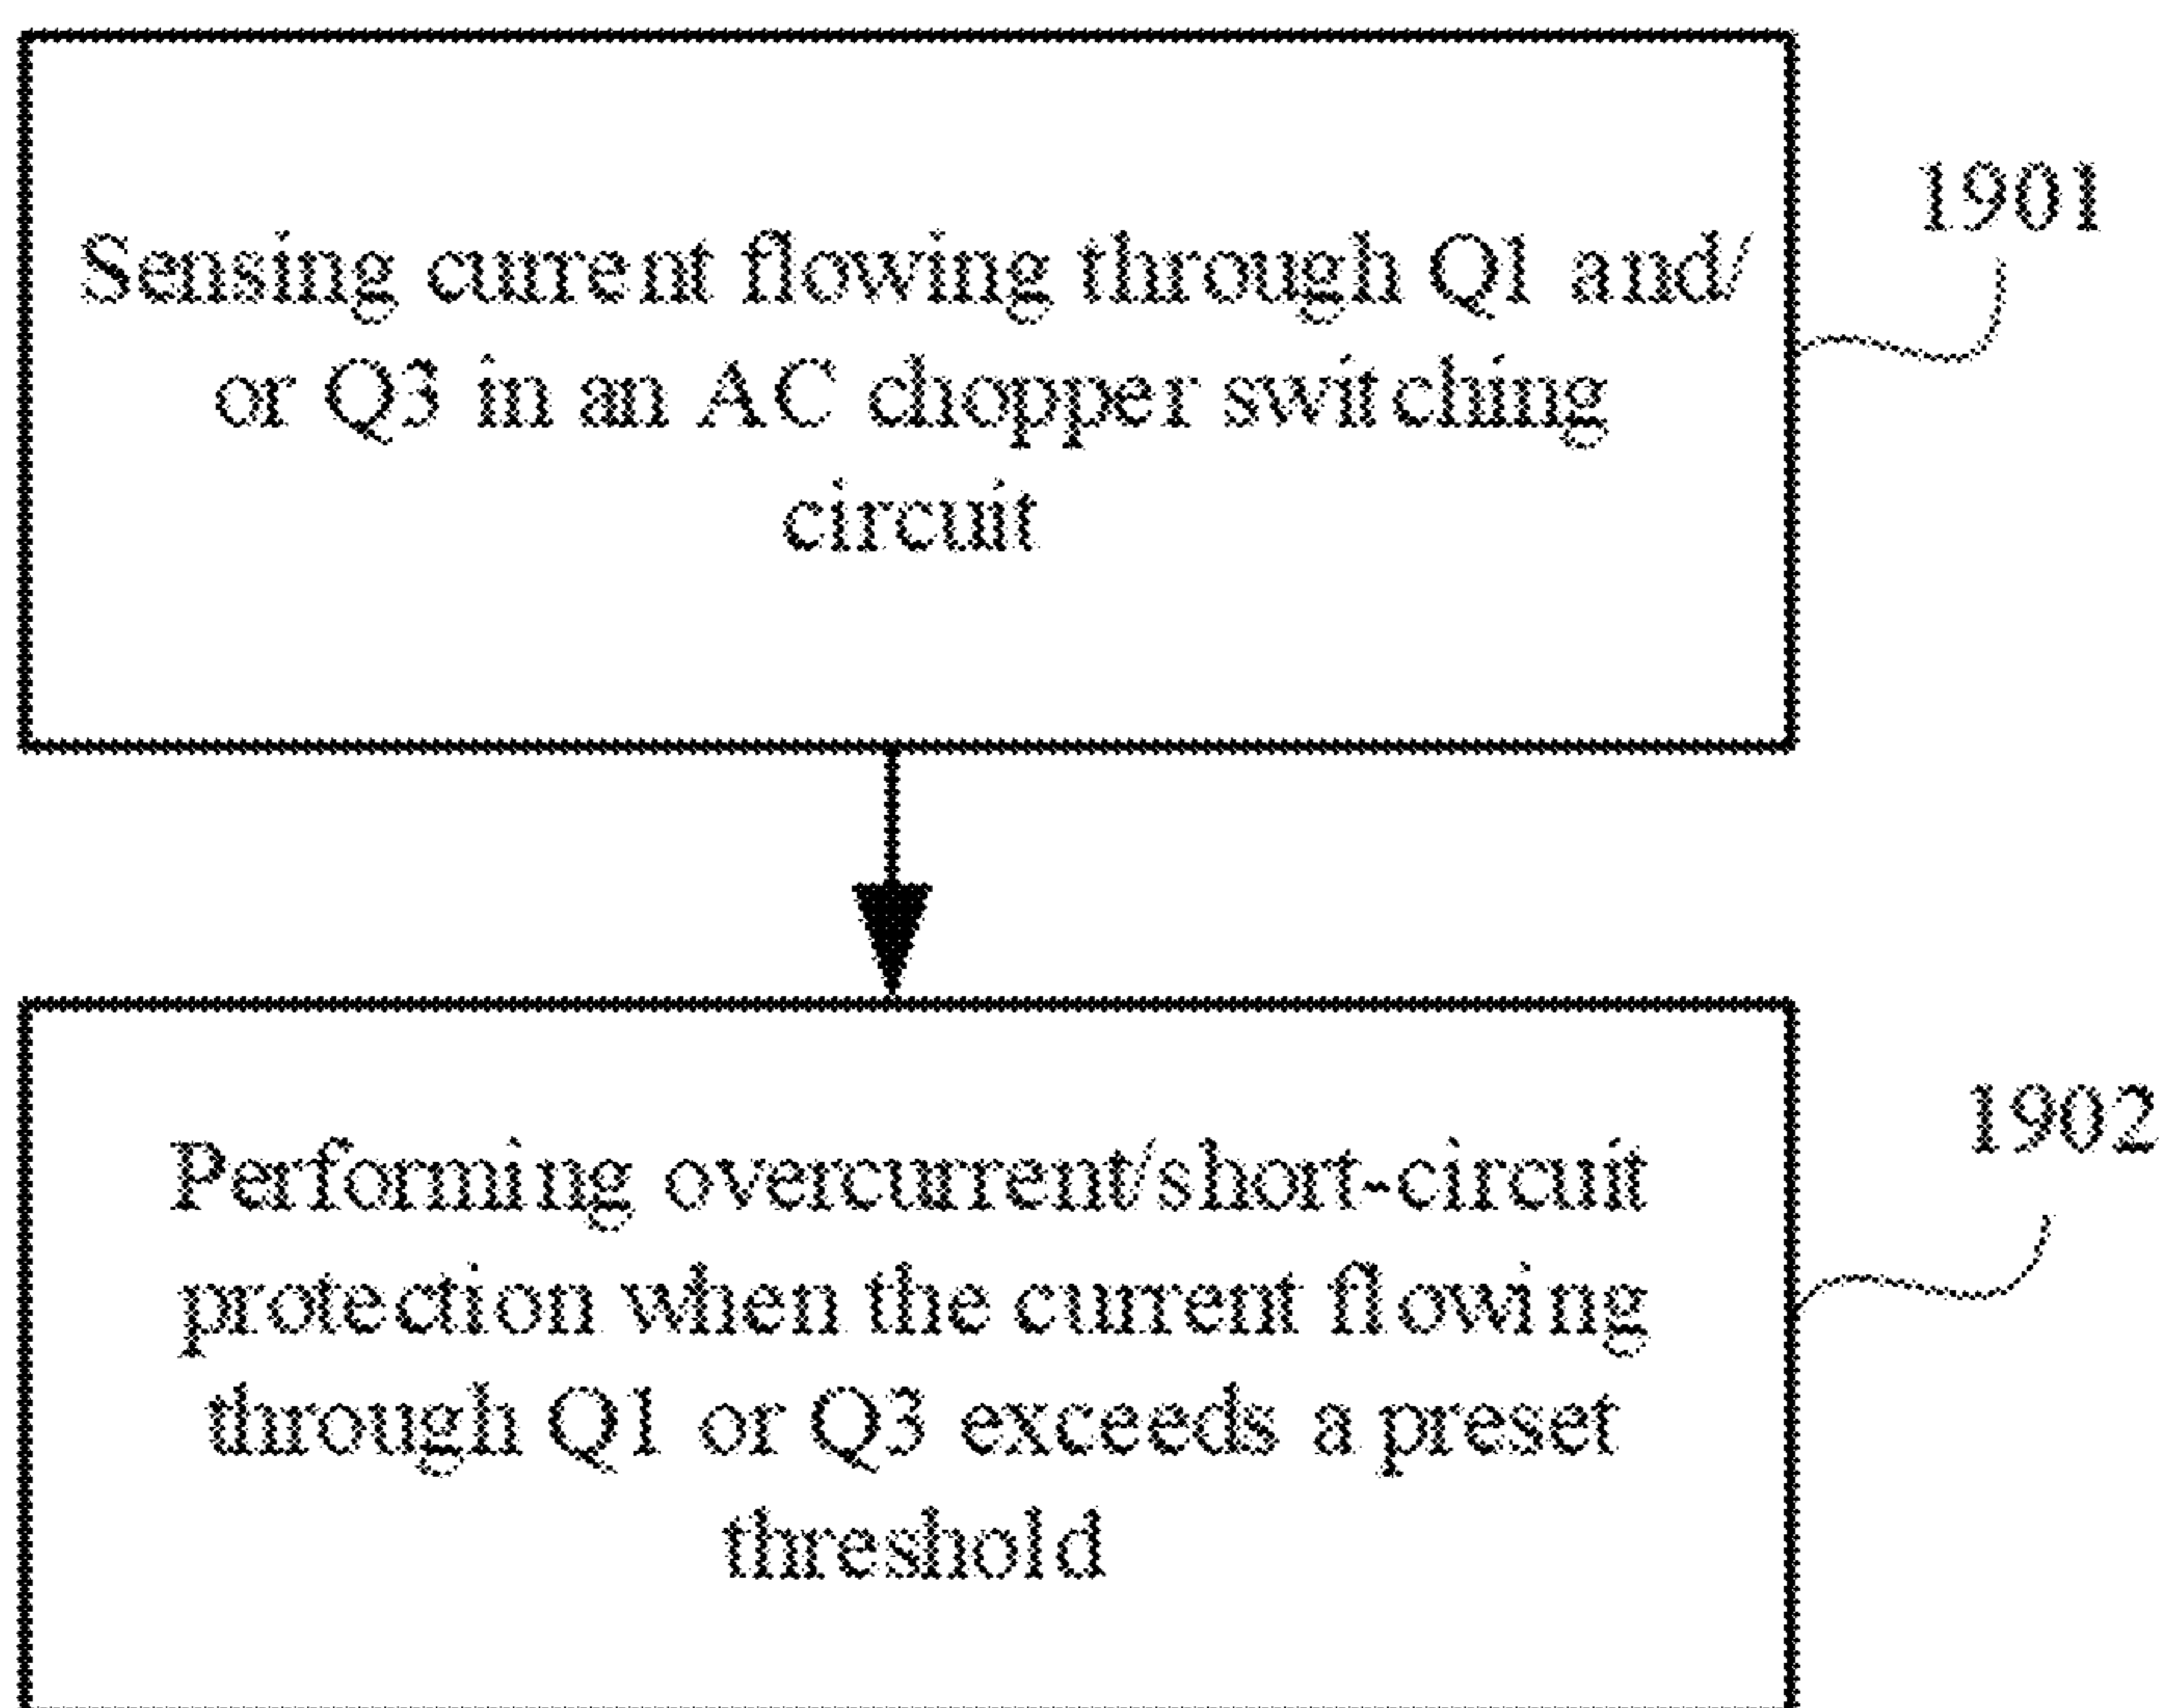 Sensing current flowing through Q1 and/
or Q3 in an AC chopper switching
circuit
1901
Performing overcurrent/short-circuit
protection when the current flowing
through Q1 or Q3 exceeds a preset
threshold
1902